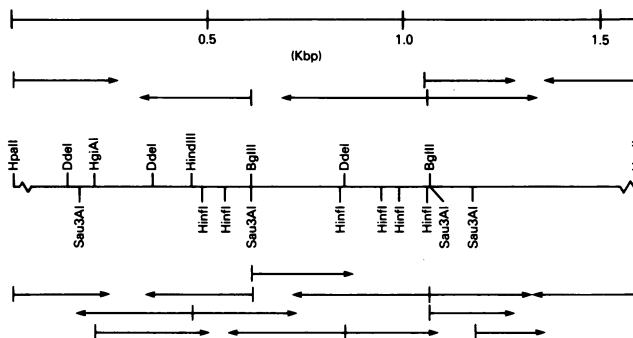 0.5
1.0
1.5
(Kbp)
HpaII
DdeI
HgiAI
DdeI
HindIII
BglII
DdeI
BglII
Sau3AI
HinfI
HinfI
Sau3AI
HinfI
HinfI
HinfI
HinfI
Sau3AI
Sau3AI